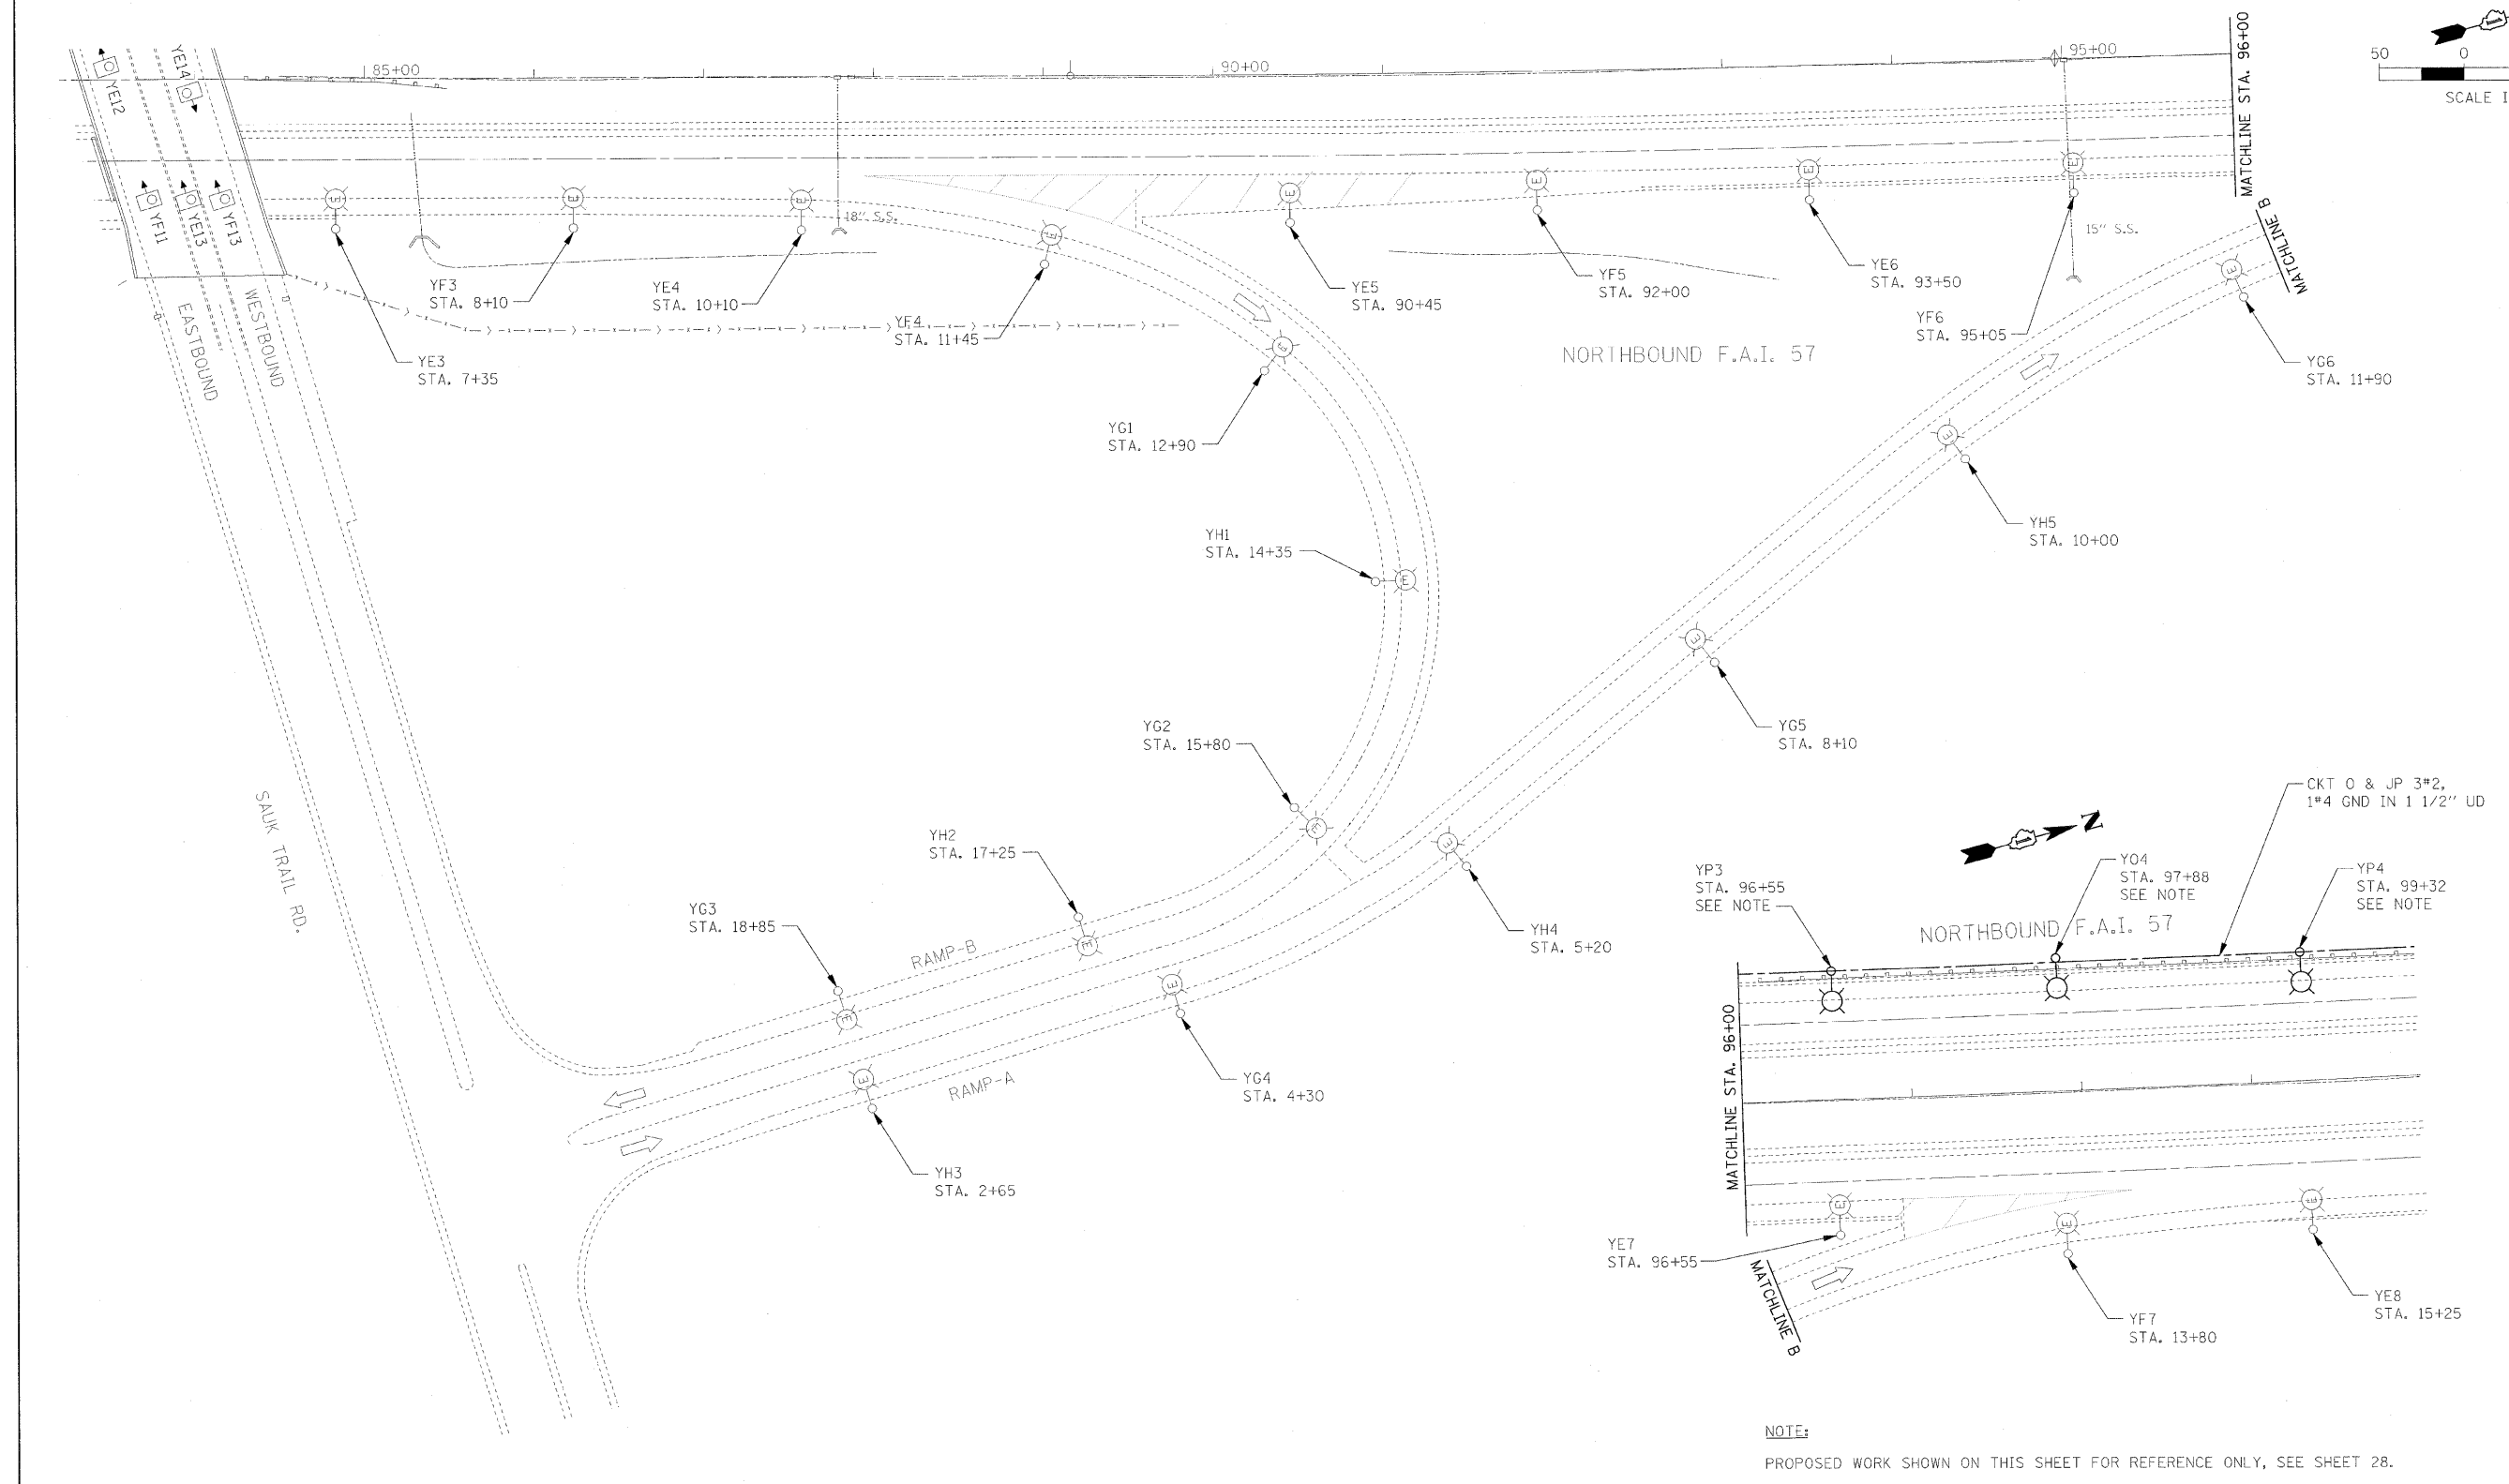 YE12
YE14
85+00
90+00
95+00
MATCHLINE STA. 96+00
50
0
SCALE I
YF11
YE13
YF13
18" S.S.
15" S.S.
MATCHLINE B
YF3
STA. 8+10
YE4
STA. 10+10
YE5
STA. 90+45
YF5
STA. 92+00
YE6
STA. 93+50
YF6
STA. 95+05
YF4
STA. 11+45
YE3
STA. 7+35
EASTBOUND
WESTBOUND
NORTHBOUND F.A.I. 57
YG6
STA. 11+90
YG1
STA. 12+90
YH1
STA. 14+35
YH5
STA. 10+00
YG2
STA. 15+80
YG5
STA. 8+10
SAUK TRAIL RD.
YH2
STA. 17+25
YG3
STA. 18+85
RAMP-B
YH4
STA. 5+20
YG4
STA. 4+30
RAMP-A
YH3
STA. 2+65
CKT O & JP 3#2,
1#4 GND IN 1 1/2" UD
N
YP3
STA. 96+55
SEE NOTE
YO4
STA. 97+88
SEE NOTE
YP4
STA. 99+32
SEE NOTE
NORTHBOUND F.A.I. 57
MATCHLINE STA. 96+00
YE7
STA. 96+55
MATCHLINE B
YF7
STA. 13+80
YE8
STA. 15+25
NOTE:
PROPOSED WORK SHOWN ON THIS SHEET FOR REFERENCE ONLY, SEE SHEET 28.